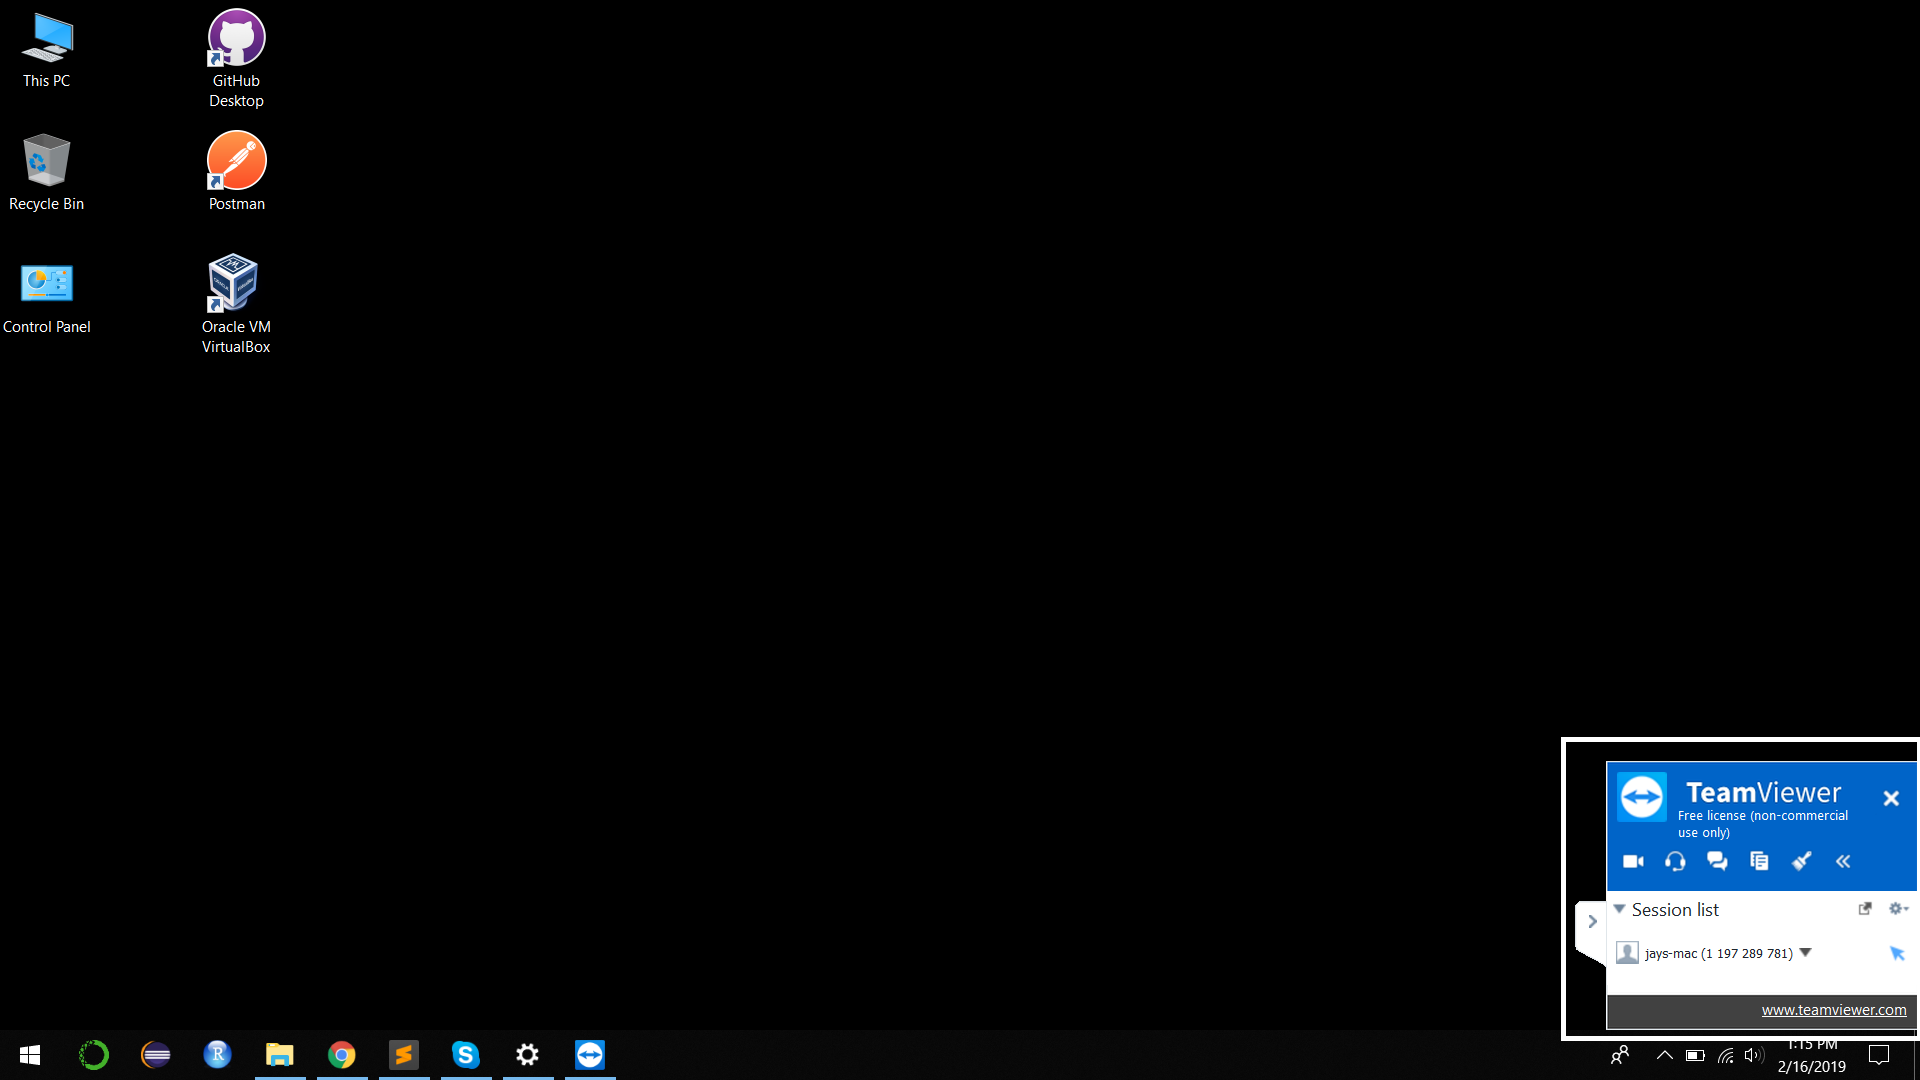 This PC
GitHub
Desktop
Recycle Bin
Postman
Control Panel
Oracle VM
VirtualBox
TeamViewer
Free license (non-commercial
use only)
Session list
jays-mac (1 197 289 781)
www.teamviewer.com
1:15 PM
2/16/2019